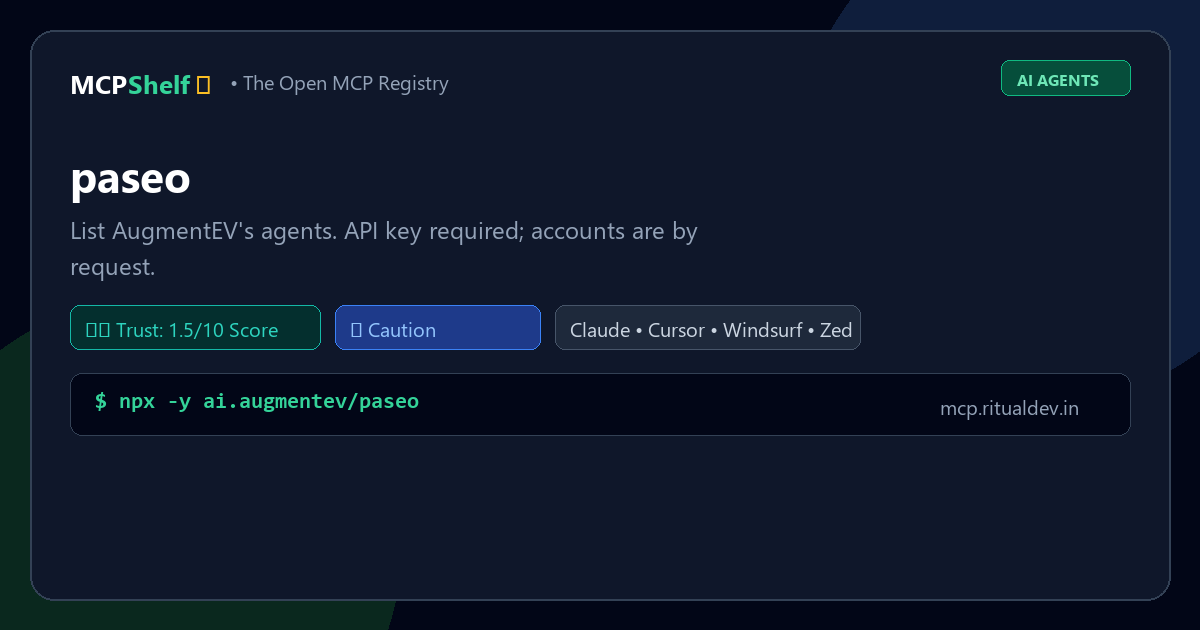 MCPShelf • The Open MCP Registry
AI AGENTS
paseo
List AugmentEV's agents. API key required; accounts are by
request.
Trust: 1.5/10 Score
Caution
Claude • Cursor • Windsurf • Zed
$ npx -y ai.augmentev/paseo
mcp.ritualdev.in